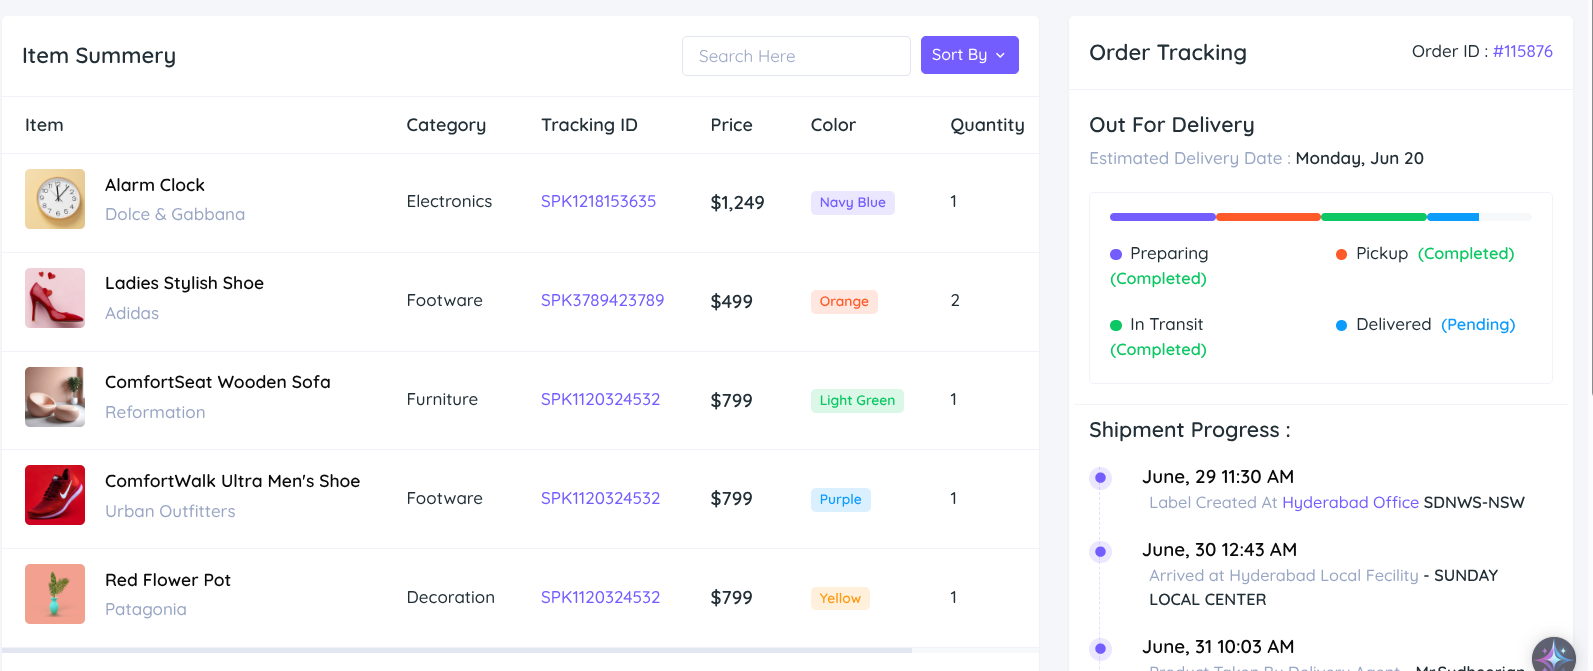 Item Summery
Search Here
Sort By
Item Category Tracking ID Price Color Quantity
Alarm Clock
Dolce & Gabbana
Electronics SPK1218153635 $1,249 Navy Blue 1
Ladies Stylish Shoe
Adidas
Footware SPK3789423789 $499 Orange 2
ComfortSeat Wooden Sofa
Reformation
Furniture SPK1120324532 $799 Light Green 1
ComfortWalk Ultra Men's Shoe
Urban Outfitters
Footware SPK1120324532 $799 Purple 1
Red Flower Pot
Patagonia
Decoration SPK1120324532 $799 Yellow 1
Order Tracking
Order ID : #115876
Out For Delivery
Estimated Delivery Date : Monday, Jun 20
Preparing
(Completed)
Pickup (Completed)
In Transit
(Completed)
Delivered (Pending)
Shipment Progress :
June, 29 11:30 AM
Label Created At Hyderabad Office SDNWS-NSW
June, 30 12:43 AM
Arrived at Hyderabad Local Fecility - SUNDAY
LOCAL CENTER
June, 31 10:03 AM
Product Taken By Delivery Agent -